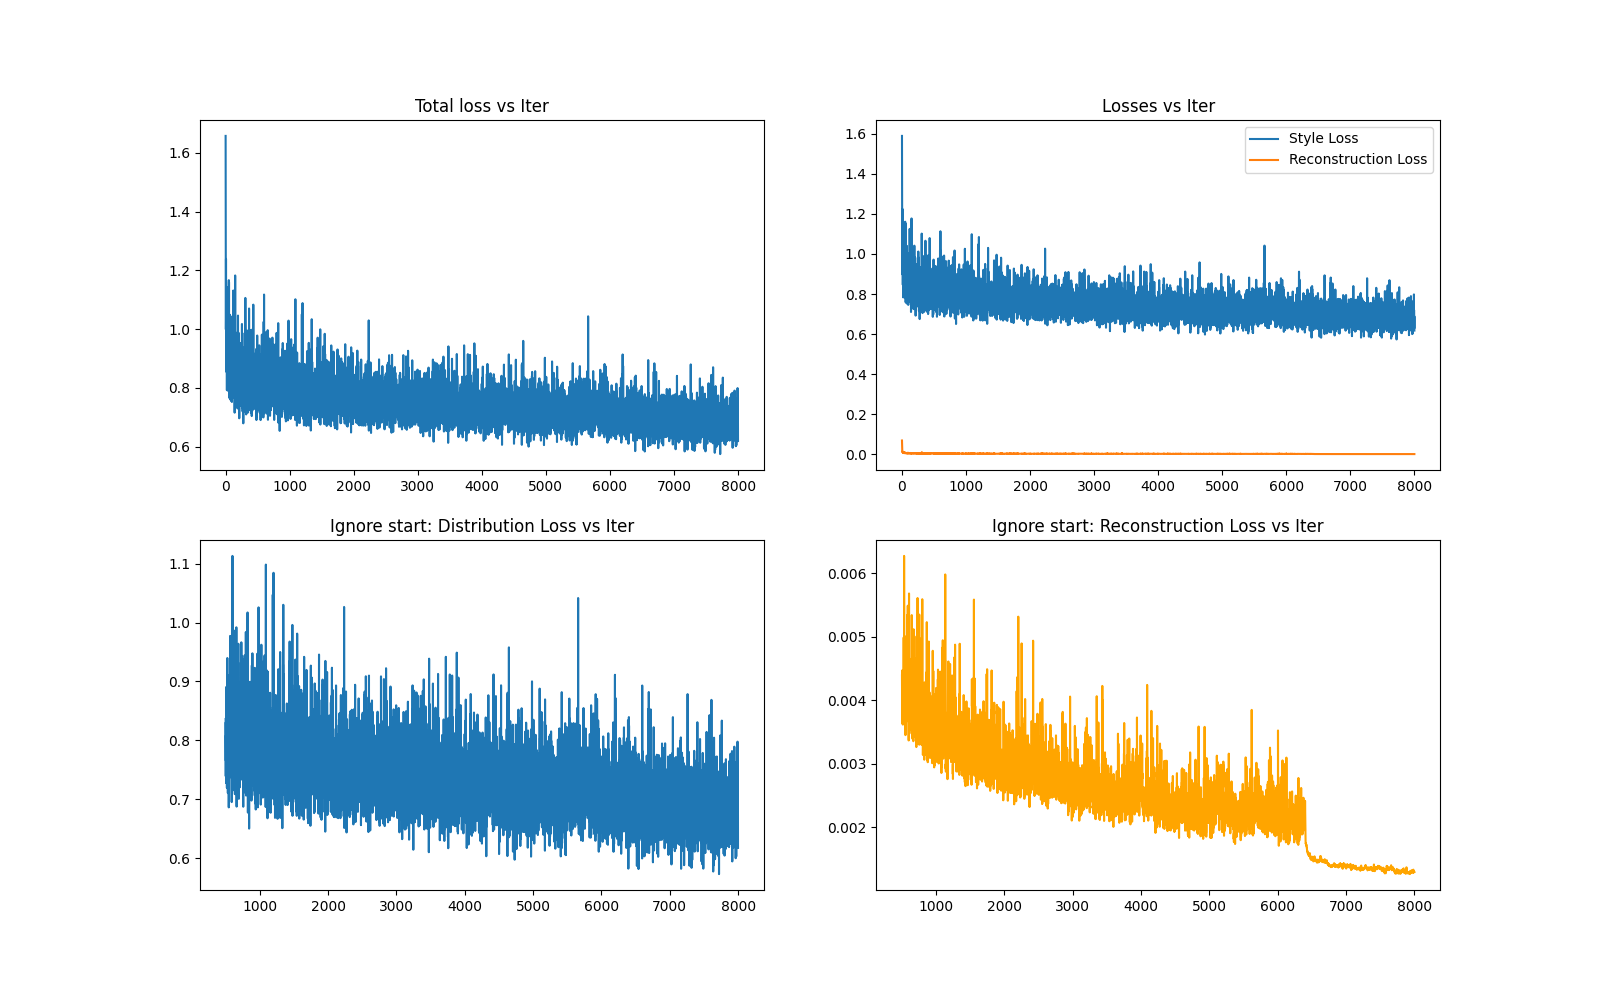 Total loss vs Iter
1.6
1.4
1.2
1.0
0.8
0.6
0 1000 2000 3000 4000 5000 6000 7000 8000
Losses vs Iter
Style Loss
Reconstruction Loss
1.6
1.4
1.2
1.0
0.8
0.6
0.4
0.2
0.0
0 1000 2000 3000 4000 5000 6000 7000 8000
Ignore start: Distribution Loss vs Iter
1.1
1.0
0.9
0.8
0.7
0.6
1000 2000 3000 4000 5000 6000 7000 8000
Ignore start: Reconstruction Loss vs Iter
0.006
0.005
0.004
0.003
0.002
1000 2000 3000 4000 5000 6000 7000 8000